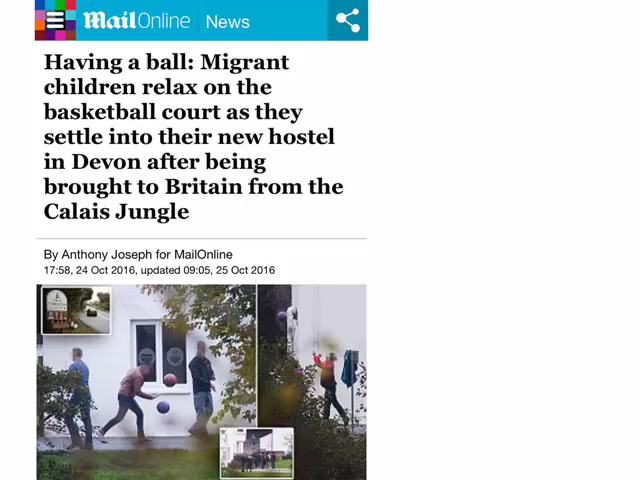 MailOnline News
Having a ball: Migrant
children relax on the
basketball court as they
settle into their new hostel
in Devon after being
brought to Britain from the
Calais Jungle
By Anthony Joseph for MailOnline
17:58, 24 Oct 2016, updated 09:05, 25 Oct 2016